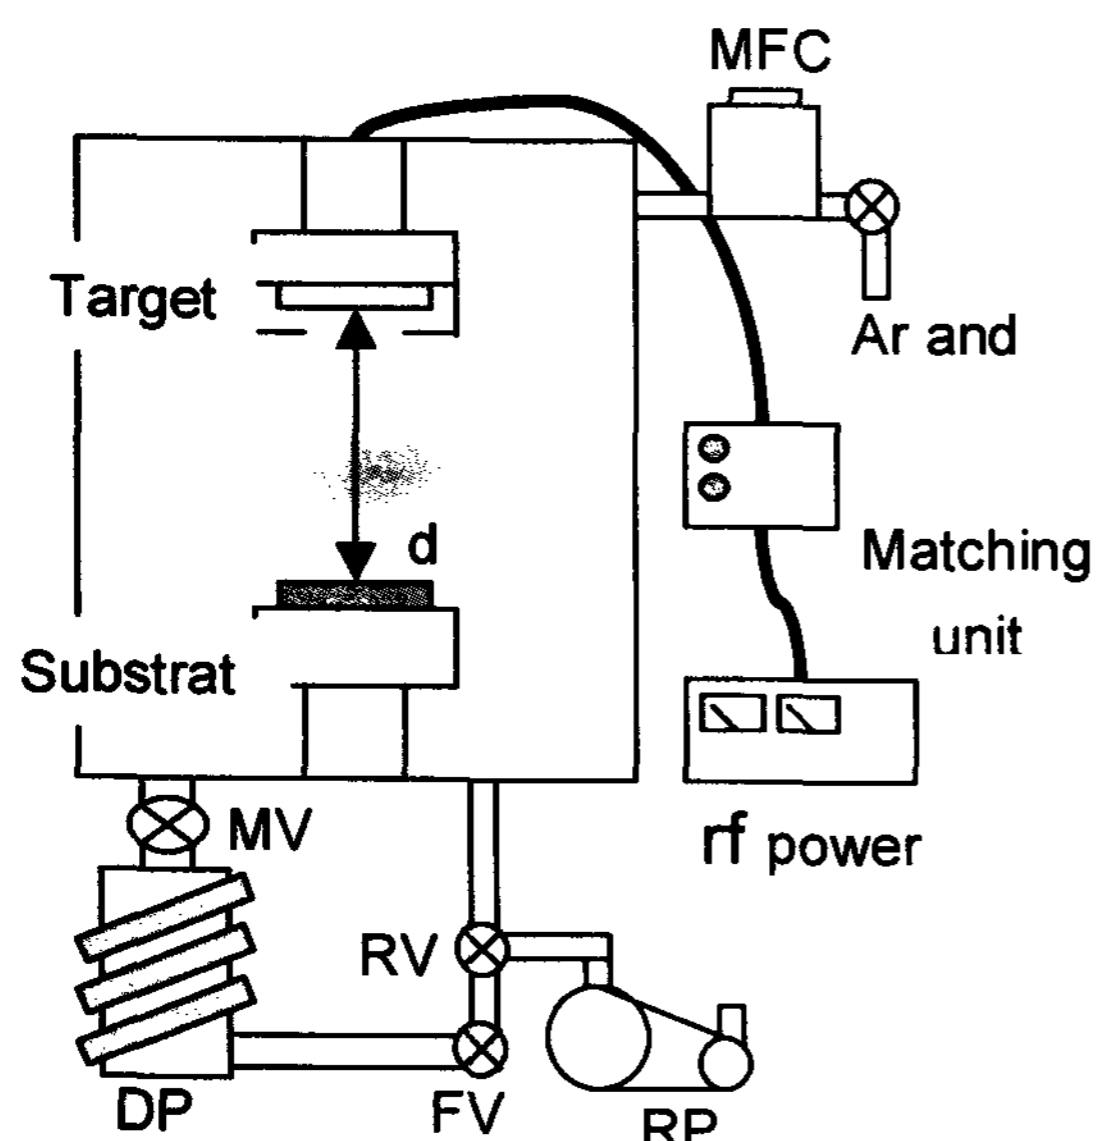 MFC
Target
Ar and
d
Matching
unit
Substrat
MV
rf power
RV
DP
FV
RP